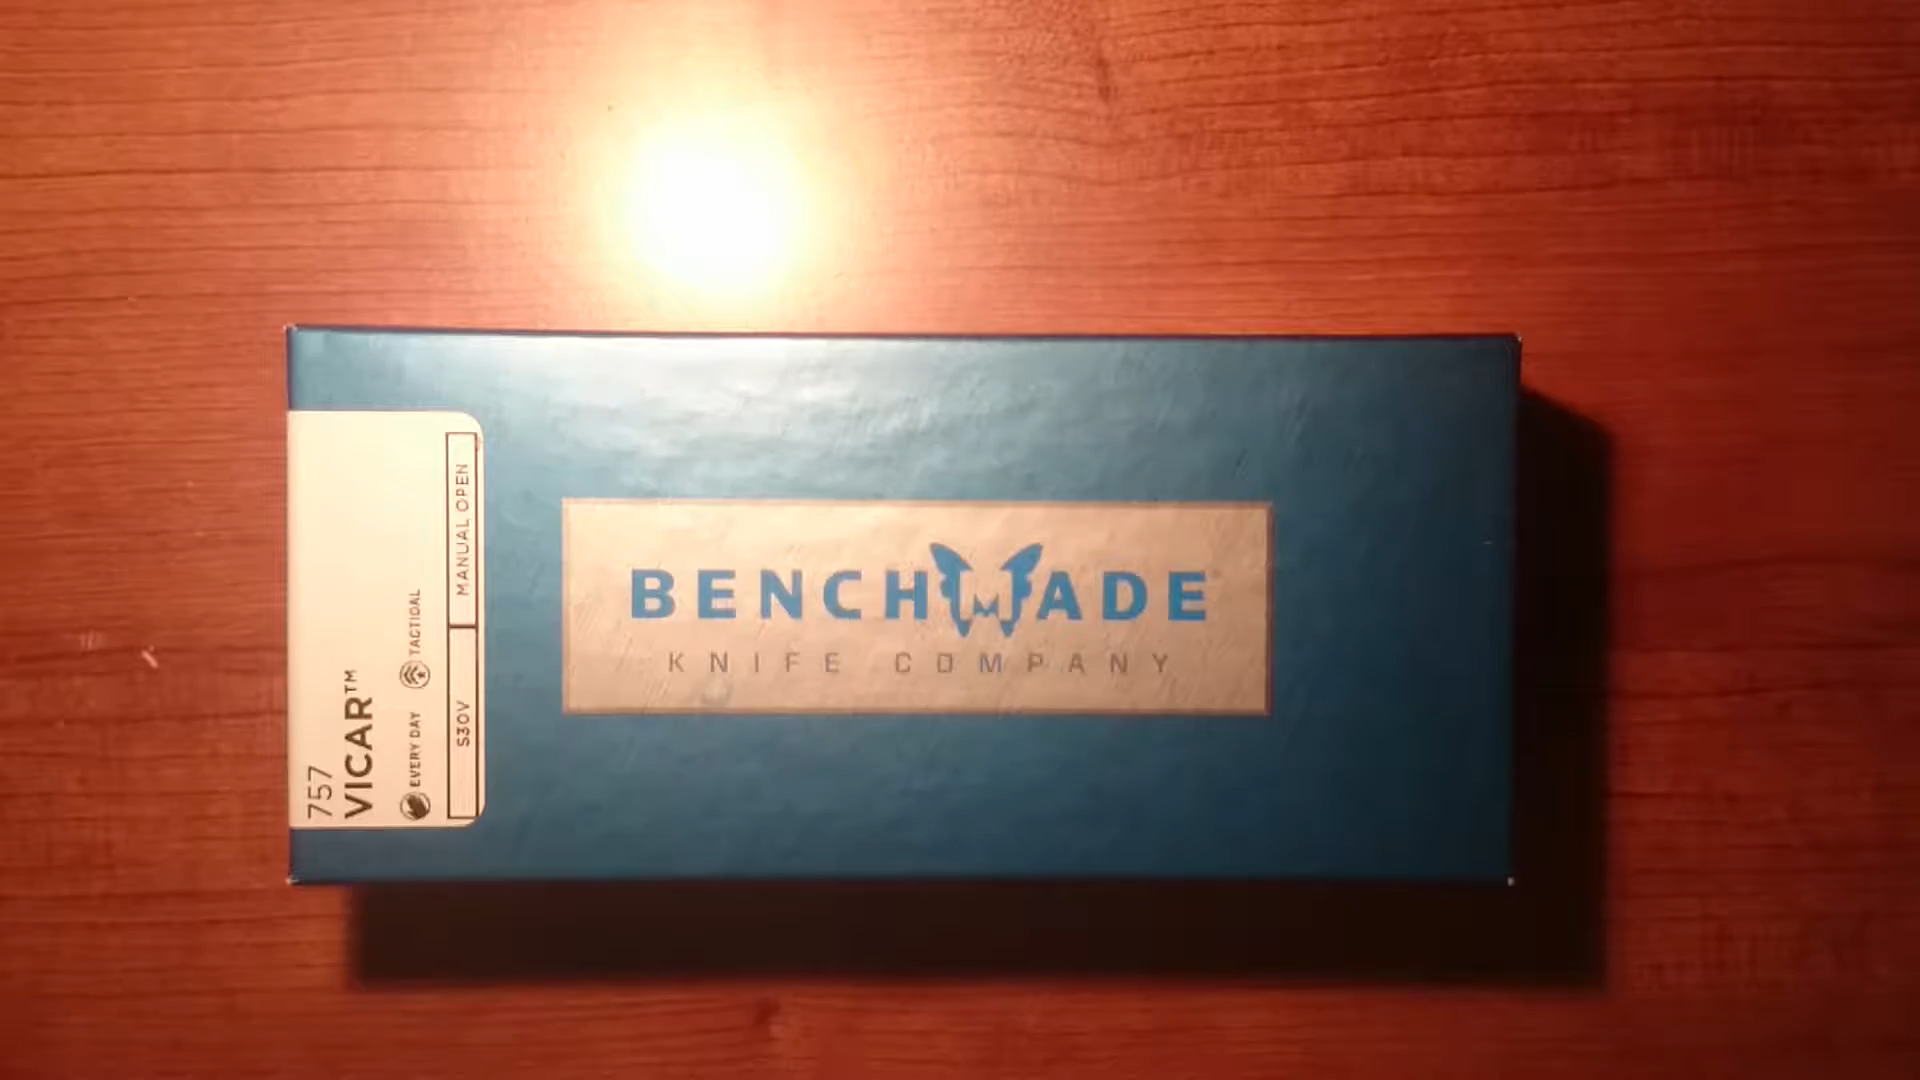 757
VICAR™
EVERY DAY TACTICAL
S30V MANUAL OPEN
BENCHMADE
KNIFE COMPANY